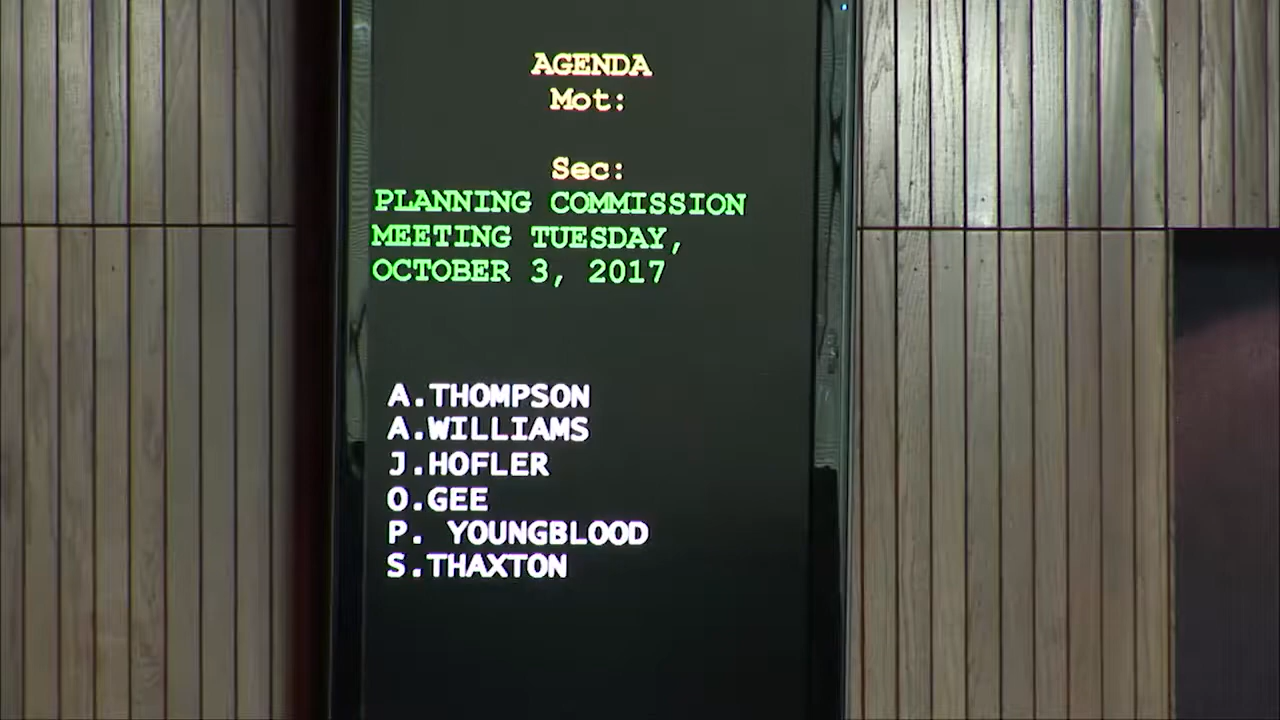 AGENDA
Mot:
Sec:
PLANNING COMMISSION
MEETING TUESDAY,
OCTOBER 3, 2017
A.THOMPSON
A.WILLIAMS
J.HOFLER
O.GEE
P. YOUNGBLOOD
S.THAXTON